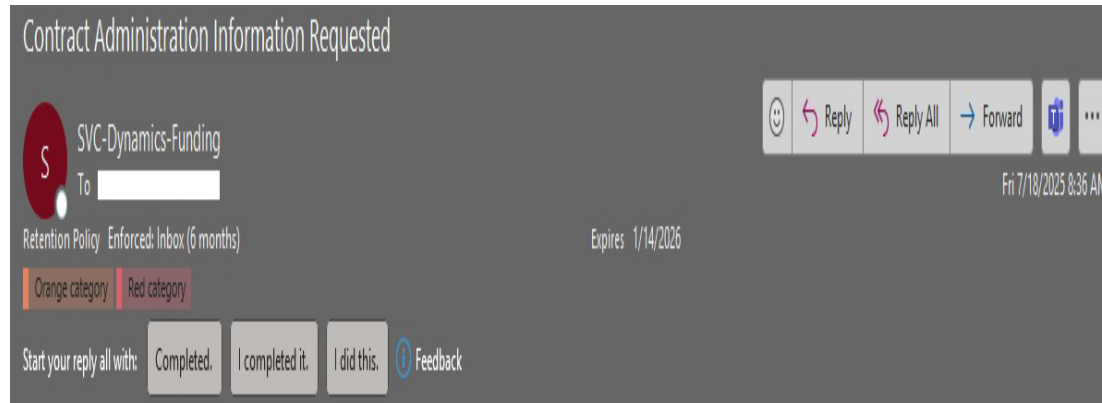 Contract Administration Information Requested
S
SVC-Dynamics-Funding
To
Reply
Reply All
Forward
Fri 7/18/2025 8:36 AM
Retention Policy Enforced: Inbox (6 months)
Expires 1/14/2026
Orange category
Red category
Start your reply all with:
Completed.
I completed it.
I did this.
Feedback